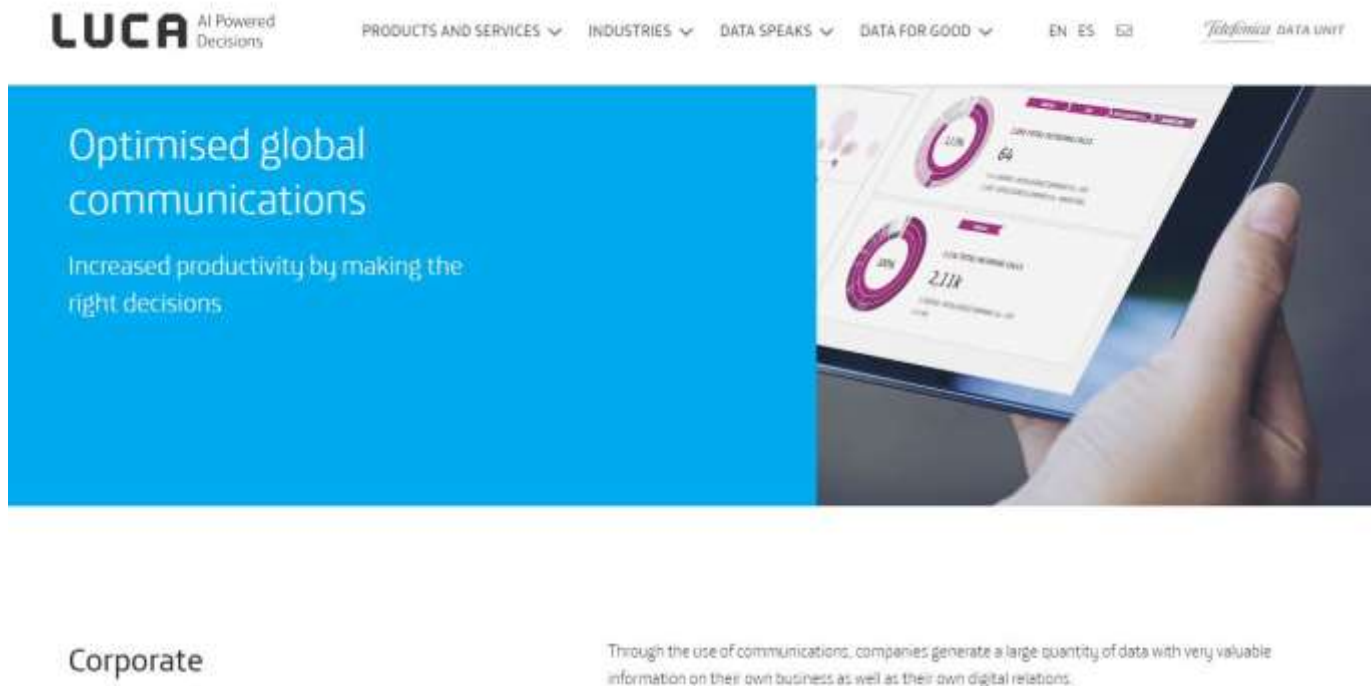 LUCA
AI Powered
Decisions
PRODUCTS AND SERVICES
INDUSTRIES
DATA SPEAKS
DATA FOR GOOD
EN ES
Telefónica DATA UNIT
Optimised global
communications
Increased productivity by making the
right decisions
64
2,11k
Corporate
Through the use of communications, companies generate a large quantity of data with very valuable
information on their own business as well as their own digital relations.